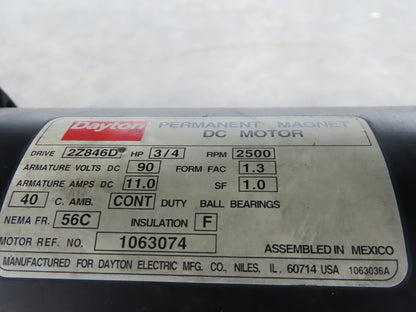 Dayton PERMANENT MAGNET
DC MOTOR
DRIVE 2Z846D HP 3/4 RPM 2500
ARMATURE VOLTS DC 90 FORM FAC 1.3
ARMATURE AMPS DC 11.0 SF 1.0
40 C. AMB. CONT DUTY BALL BEARINGS
NEMA FR. 56C INSULATION F
MOTOR REF. NO. 1063074 ASSEMBLED IN MEXICO
MANUFACTURED FOR DAYTON ELECTRIC MFG. CO., NILES, IL. 60714 USA 1063036A